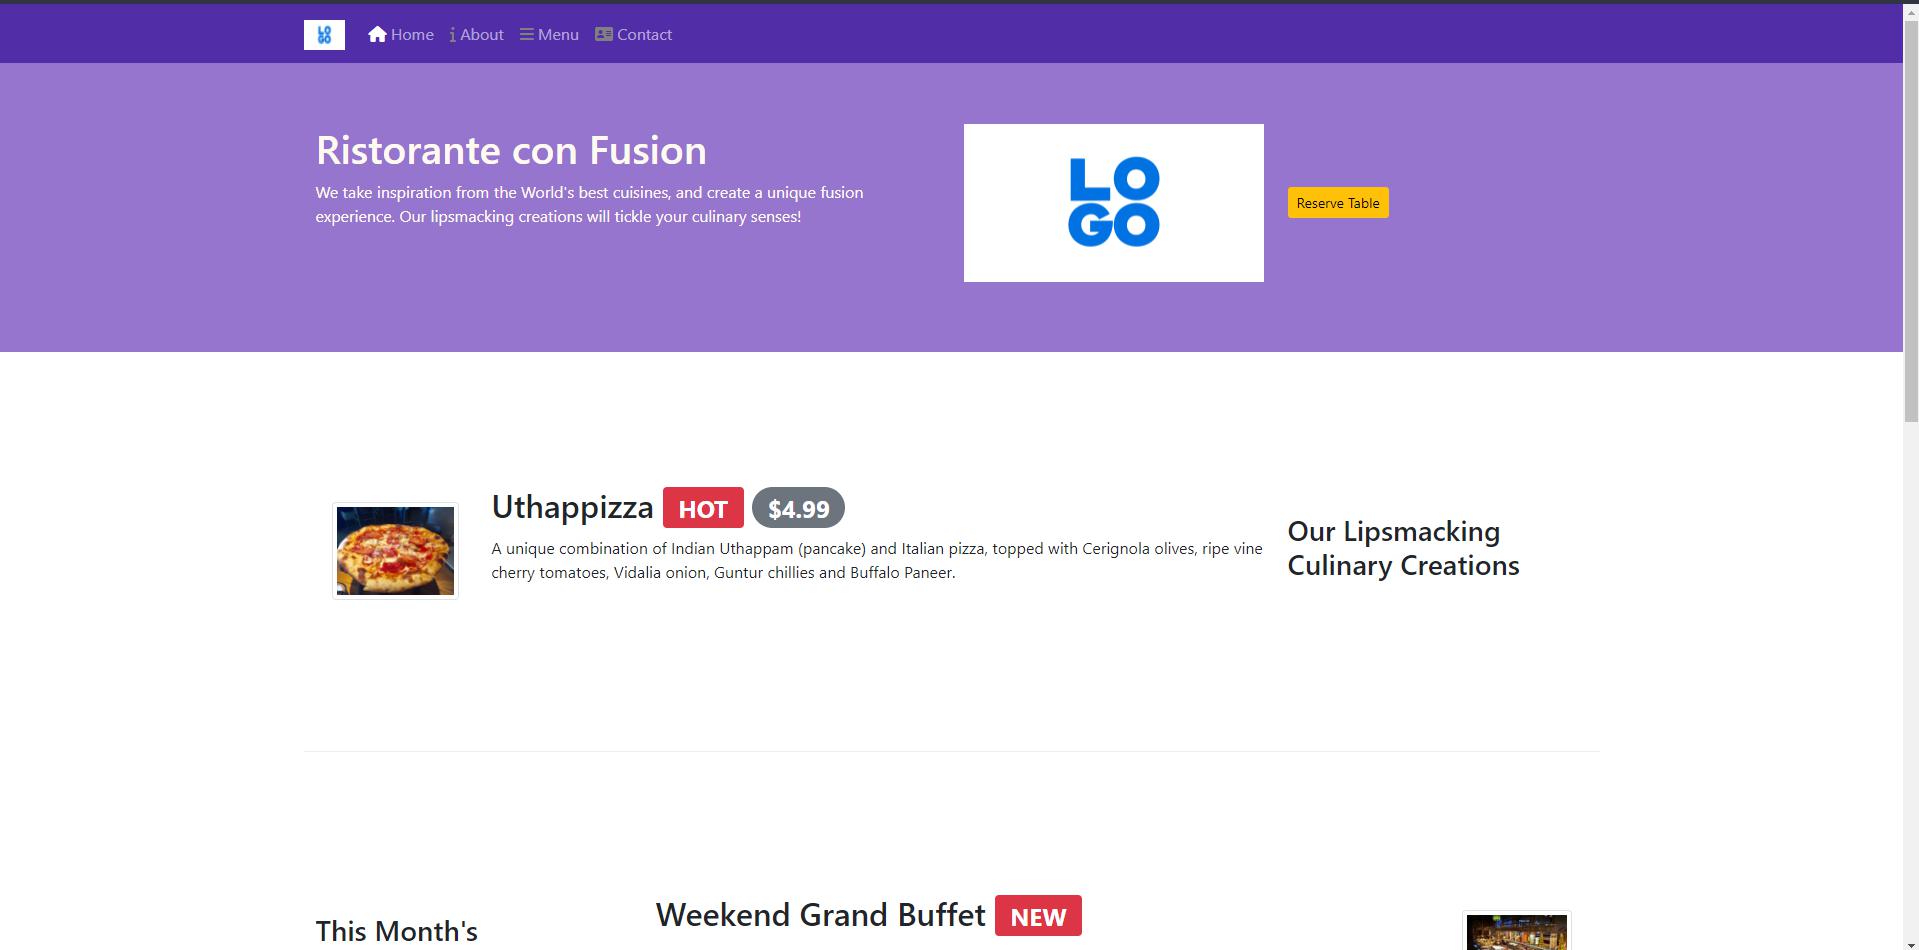 LO
GO
Home About Menu Contact
Ristorante con Fusion
We take inspiration from the World's best cuisines, and create a unique fusion
experience. Our lipsmacking creations will tickle your culinary senses!
LO
GO
Reserve Table
Uthappizza HOT $4.99
A unique combination of Indian Uthappam (pancake) and Italian pizza, topped with Cerignola olives, ripe vine
cherry tomatoes, Vidalia onion, Guntur chillies and Buffalo Paneer.
Our Lipsmacking
Culinary Creations
This Month's
Weekend Grand Buffet NEW